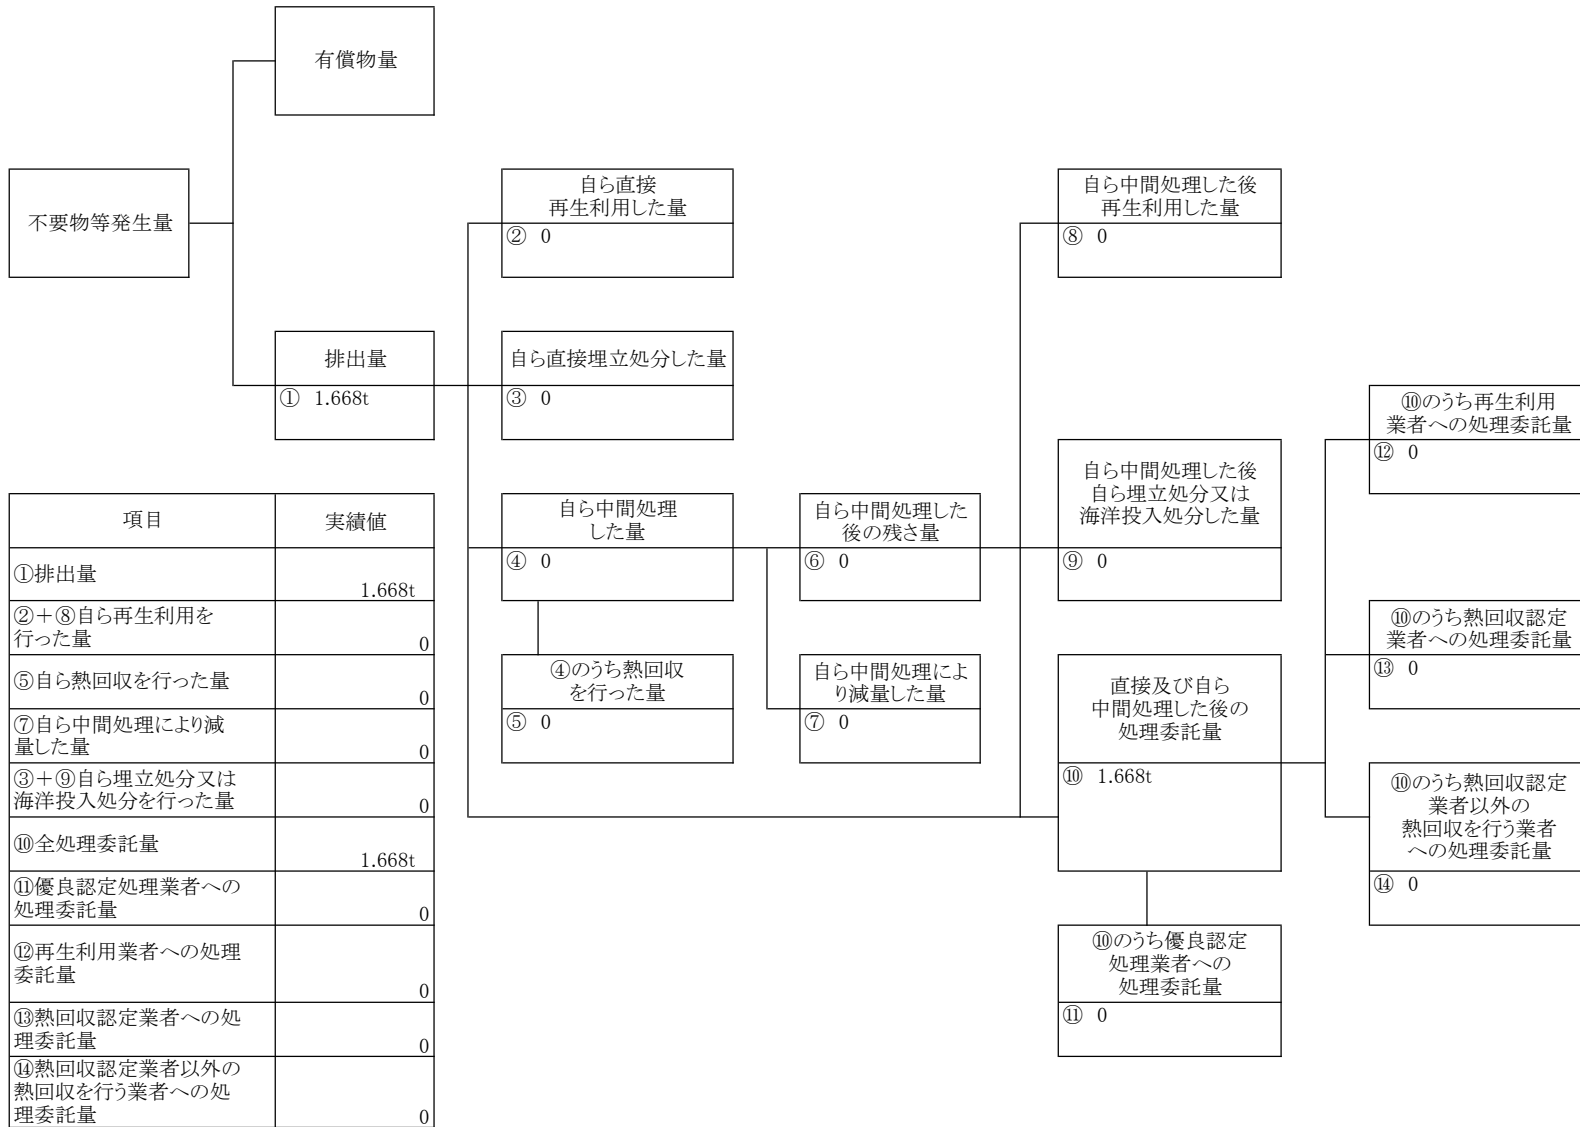 有償物量
不要物等発生量
自ら直接
再生利用した量
② 0
自ら中間処理した後
再生利用した量
⑧ 0
排出量
① 1.668t
自ら直接埋立処分した量
③ 0
⑩のうち再生利用
業者への処理委託量
⑫ 0
自ら中間処理
した量
④ 0
自ら中間処理した
後の残さ量
⑥ 0
自ら中間処理した後
自ら埋立処分又は
海洋投入処分した量
⑨ 0
⑩のうち熱回収認定
業者への処理委託量
⑬ 0
④のうち熱回収
を行った量
⑤ 0
自ら中間処理によ
り減量した量
⑦ 0
直接及び自ら
中間処理した後の
処理委託量
⑩ 1.668t
⑩のうち熱回収認定
業者以外の
熱回収を行う業者
への処理委託量
⑭ 0
⑩のうち優良認定
処理業者への
処理委託量
⑪ 0
項目 実績値
①排出量
1.668t
②+⑧自ら再生利用を
行った量
0
⑤自ら熱回収を行った量
0
⑦自ら中間処理により減
量した量
0
③+⑨自ら埋立処分又は
海洋投入処分を行った量
0
⑩全処理委託量
1.668t
⑪優良認定処理業者への
処理委託量
0
⑫再生利用業者への処理
委託量
0
⑬熱回収認定業者への処
理委託量
0
⑭熱回収認定業者以外の
熱回収を行う業者への処
理委託量
0